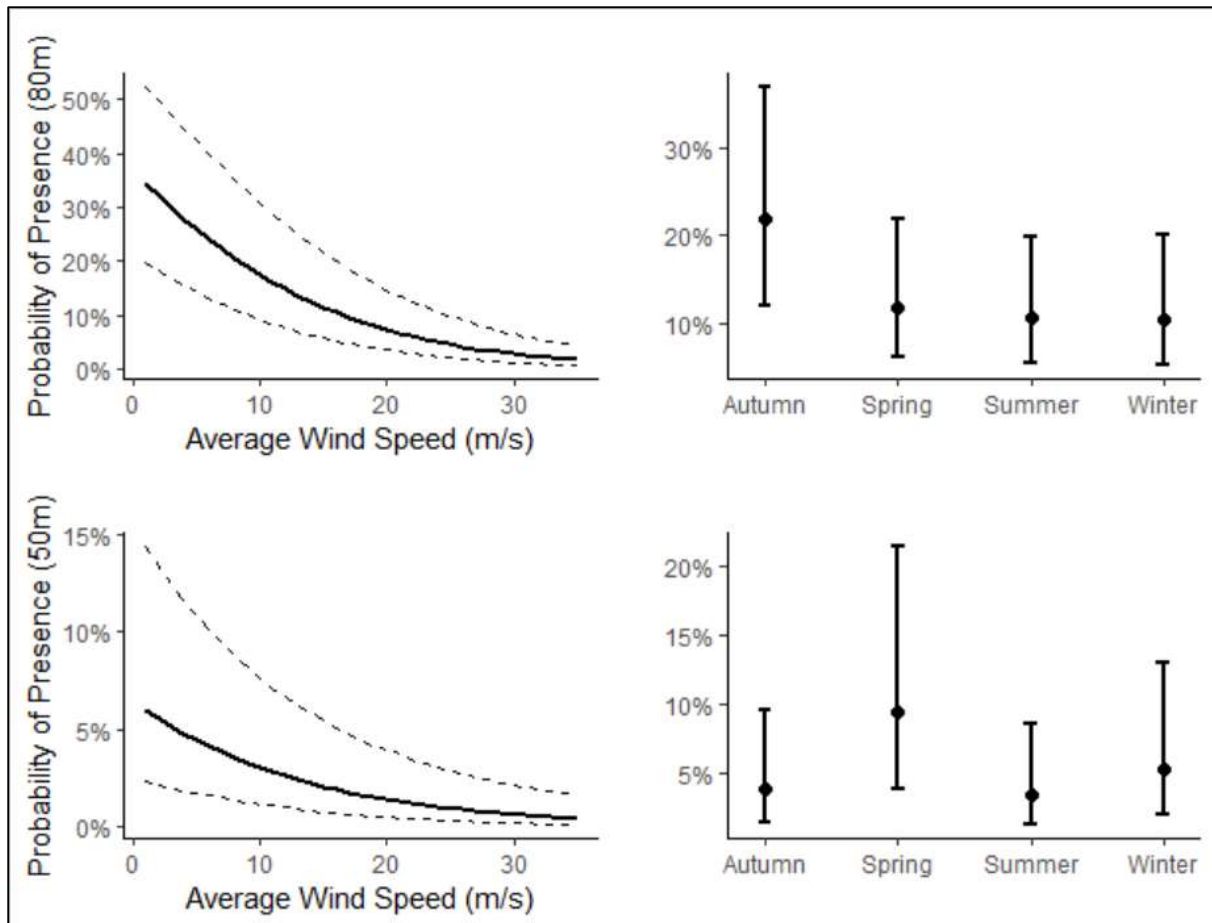 Probability of Presence (80m)
50%
40%
30%
20%
10%
0%
0 10 20 30
Average Wind Speed (m/s)
30%
20%
10%
Autumn Spring Summer Winter
Probability of Presence (50m)
15%
10%
5%
0%
0 10 20 30
Average Wind Speed (m/s)
20%
15%
10%
5%
Autumn Spring Summer Winter